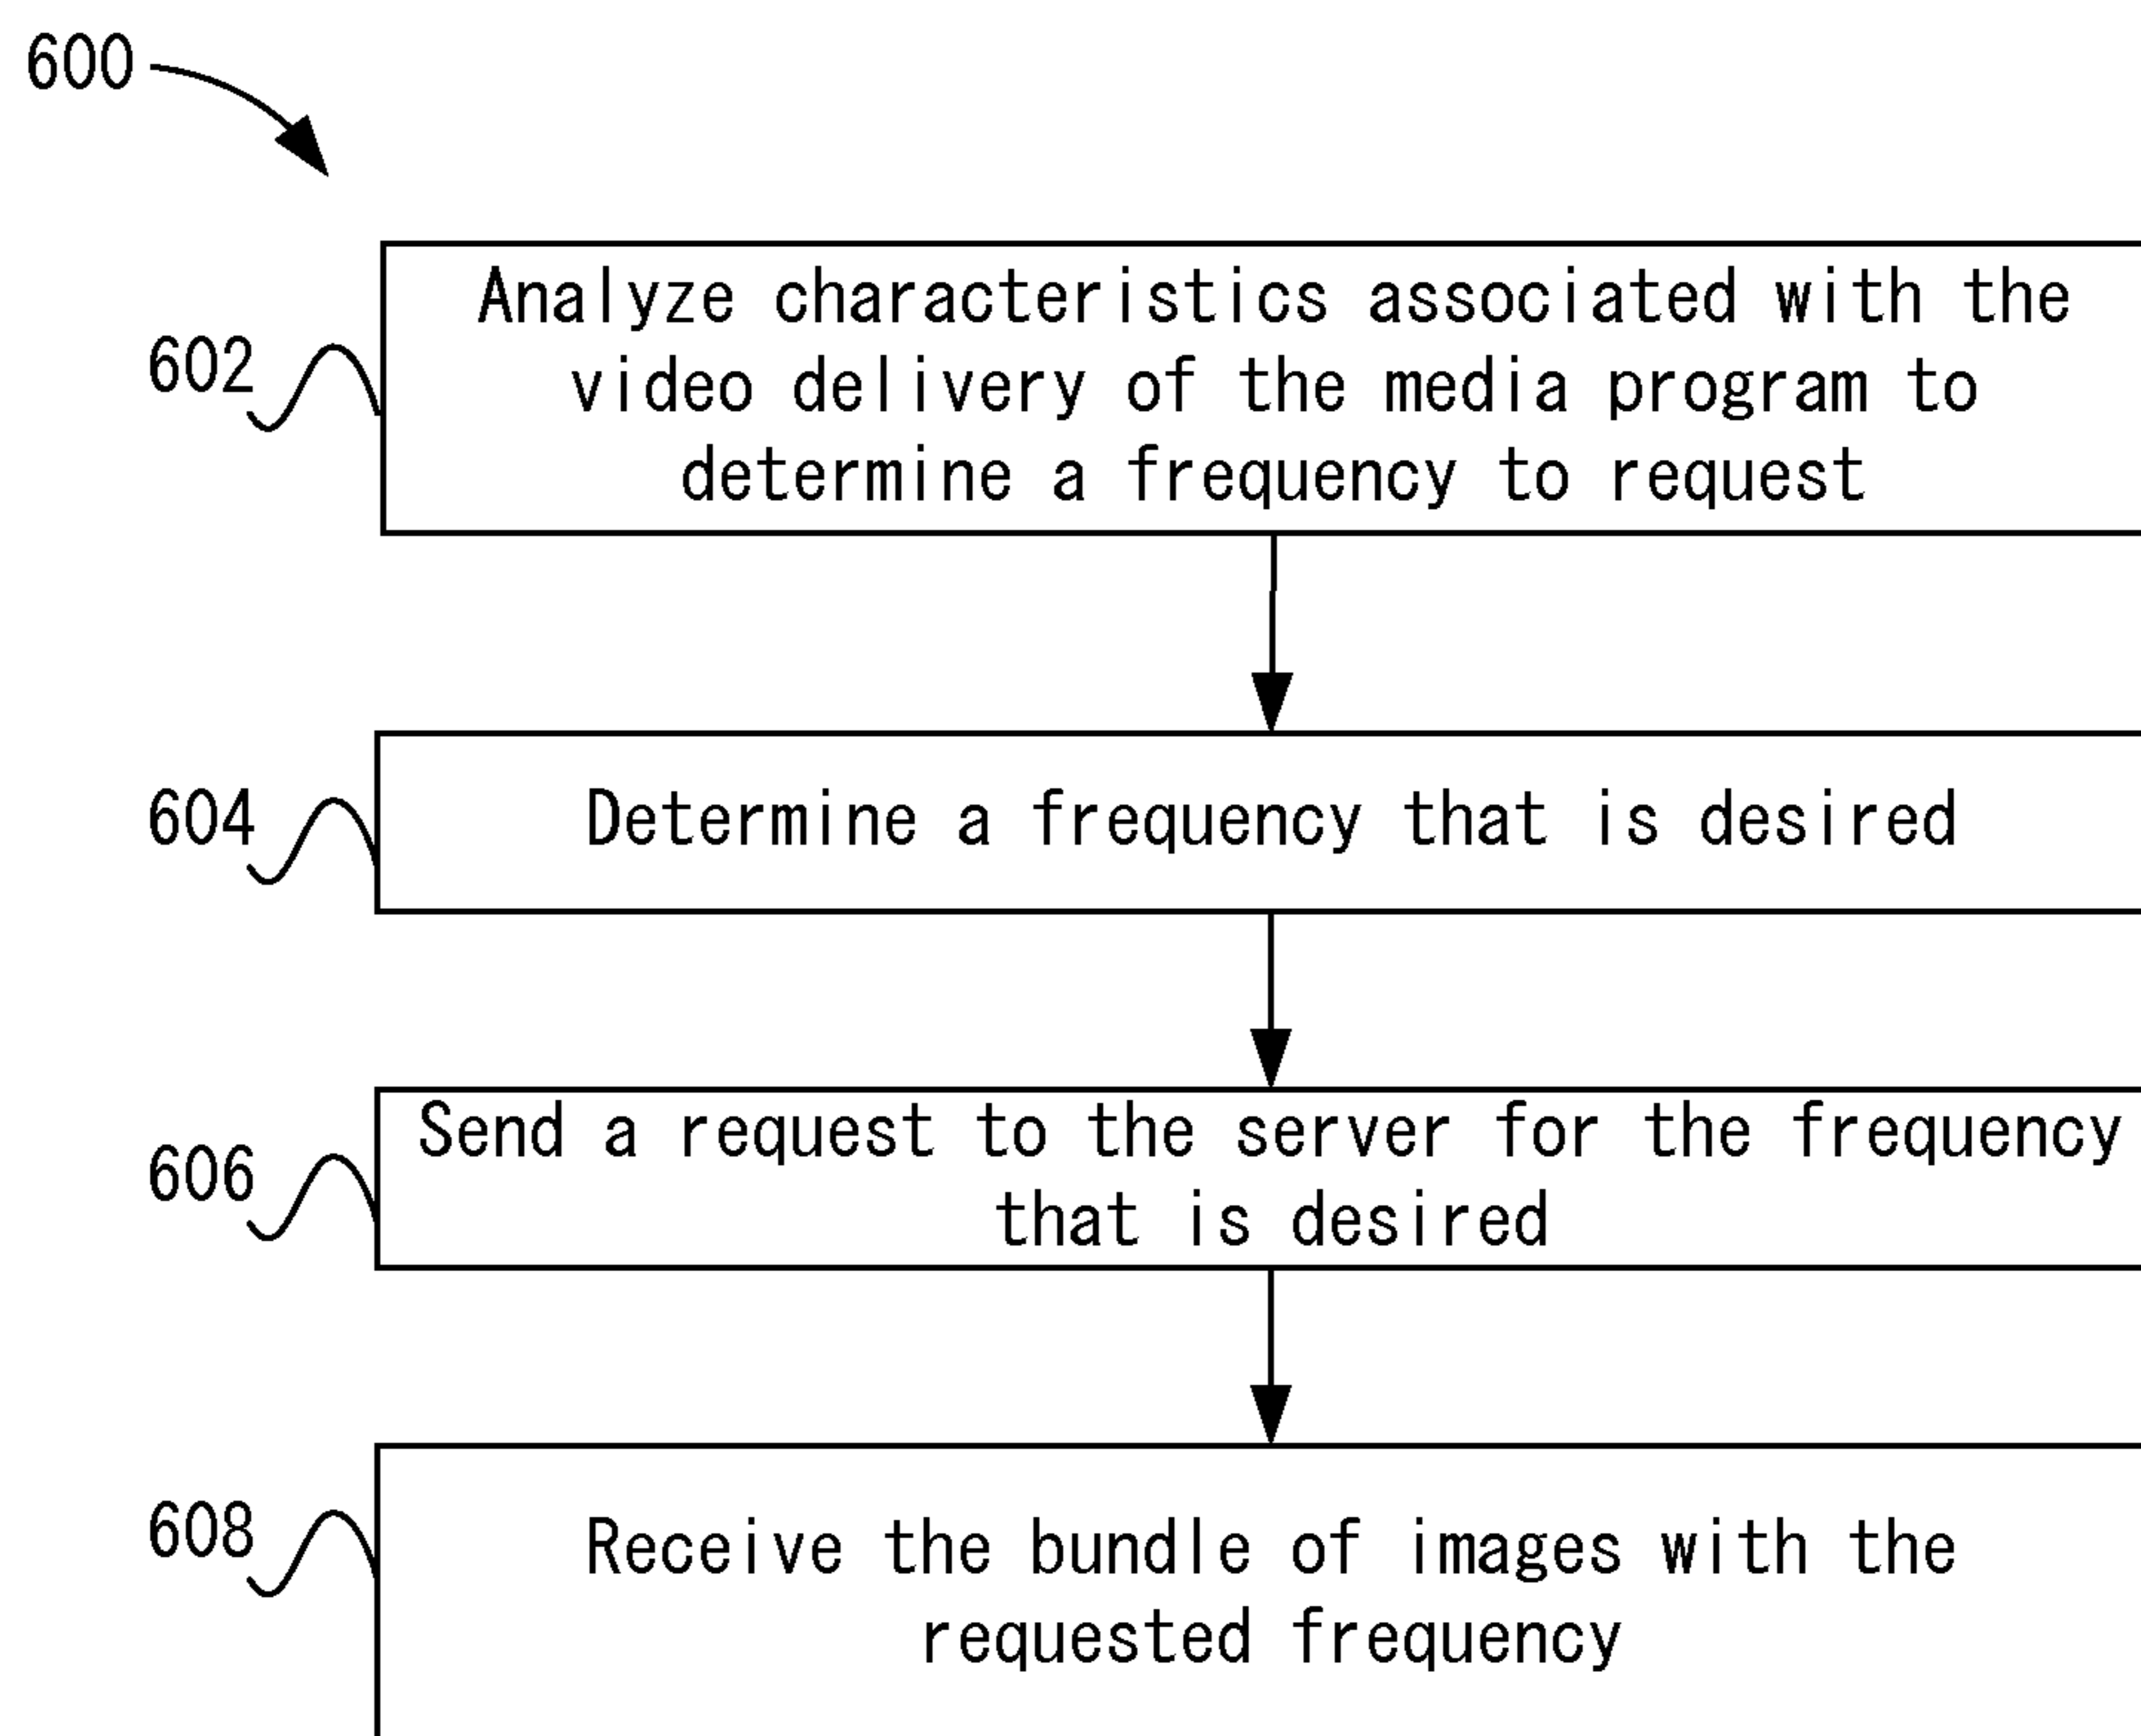 600
602
Analyze characteristics associated with the
video delivery of the media program to
determine a frequency to request
604
Determine a frequency that is desired
606
Send a request to the server for the frequency
that is desired
608
Receive the bundle of images with the
requested frequency